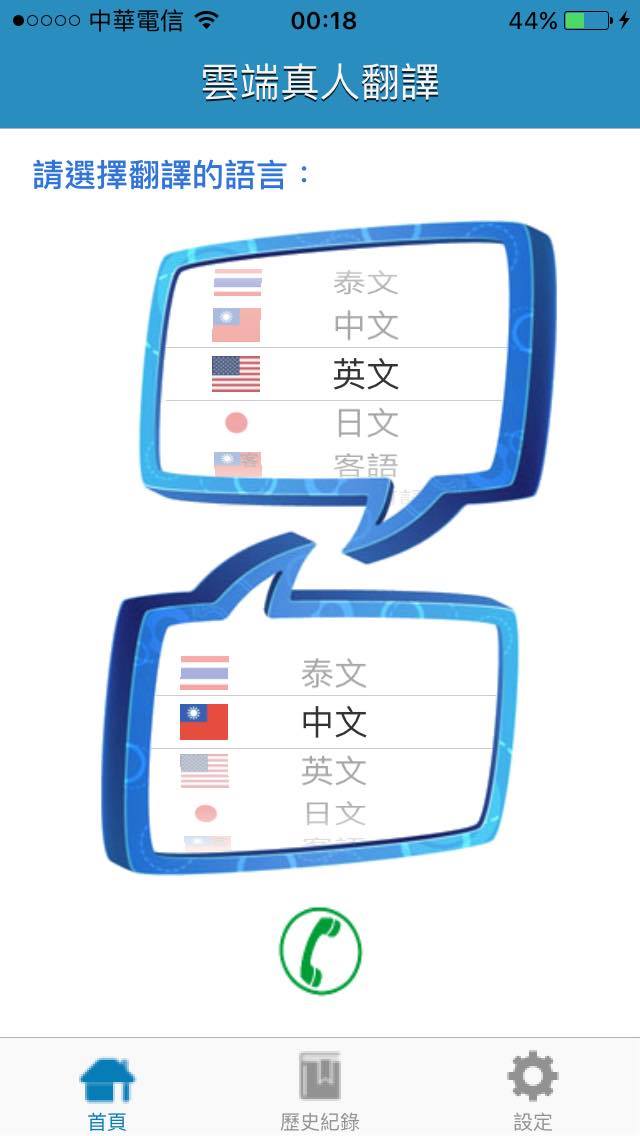 中華電信 00:18 44%
雲端真人翻譯
請選擇翻譯的語言：
泰文
中文
英文
日文
客 客語
泰文
中文
英文
日文
首頁 歷史紀錄 設定